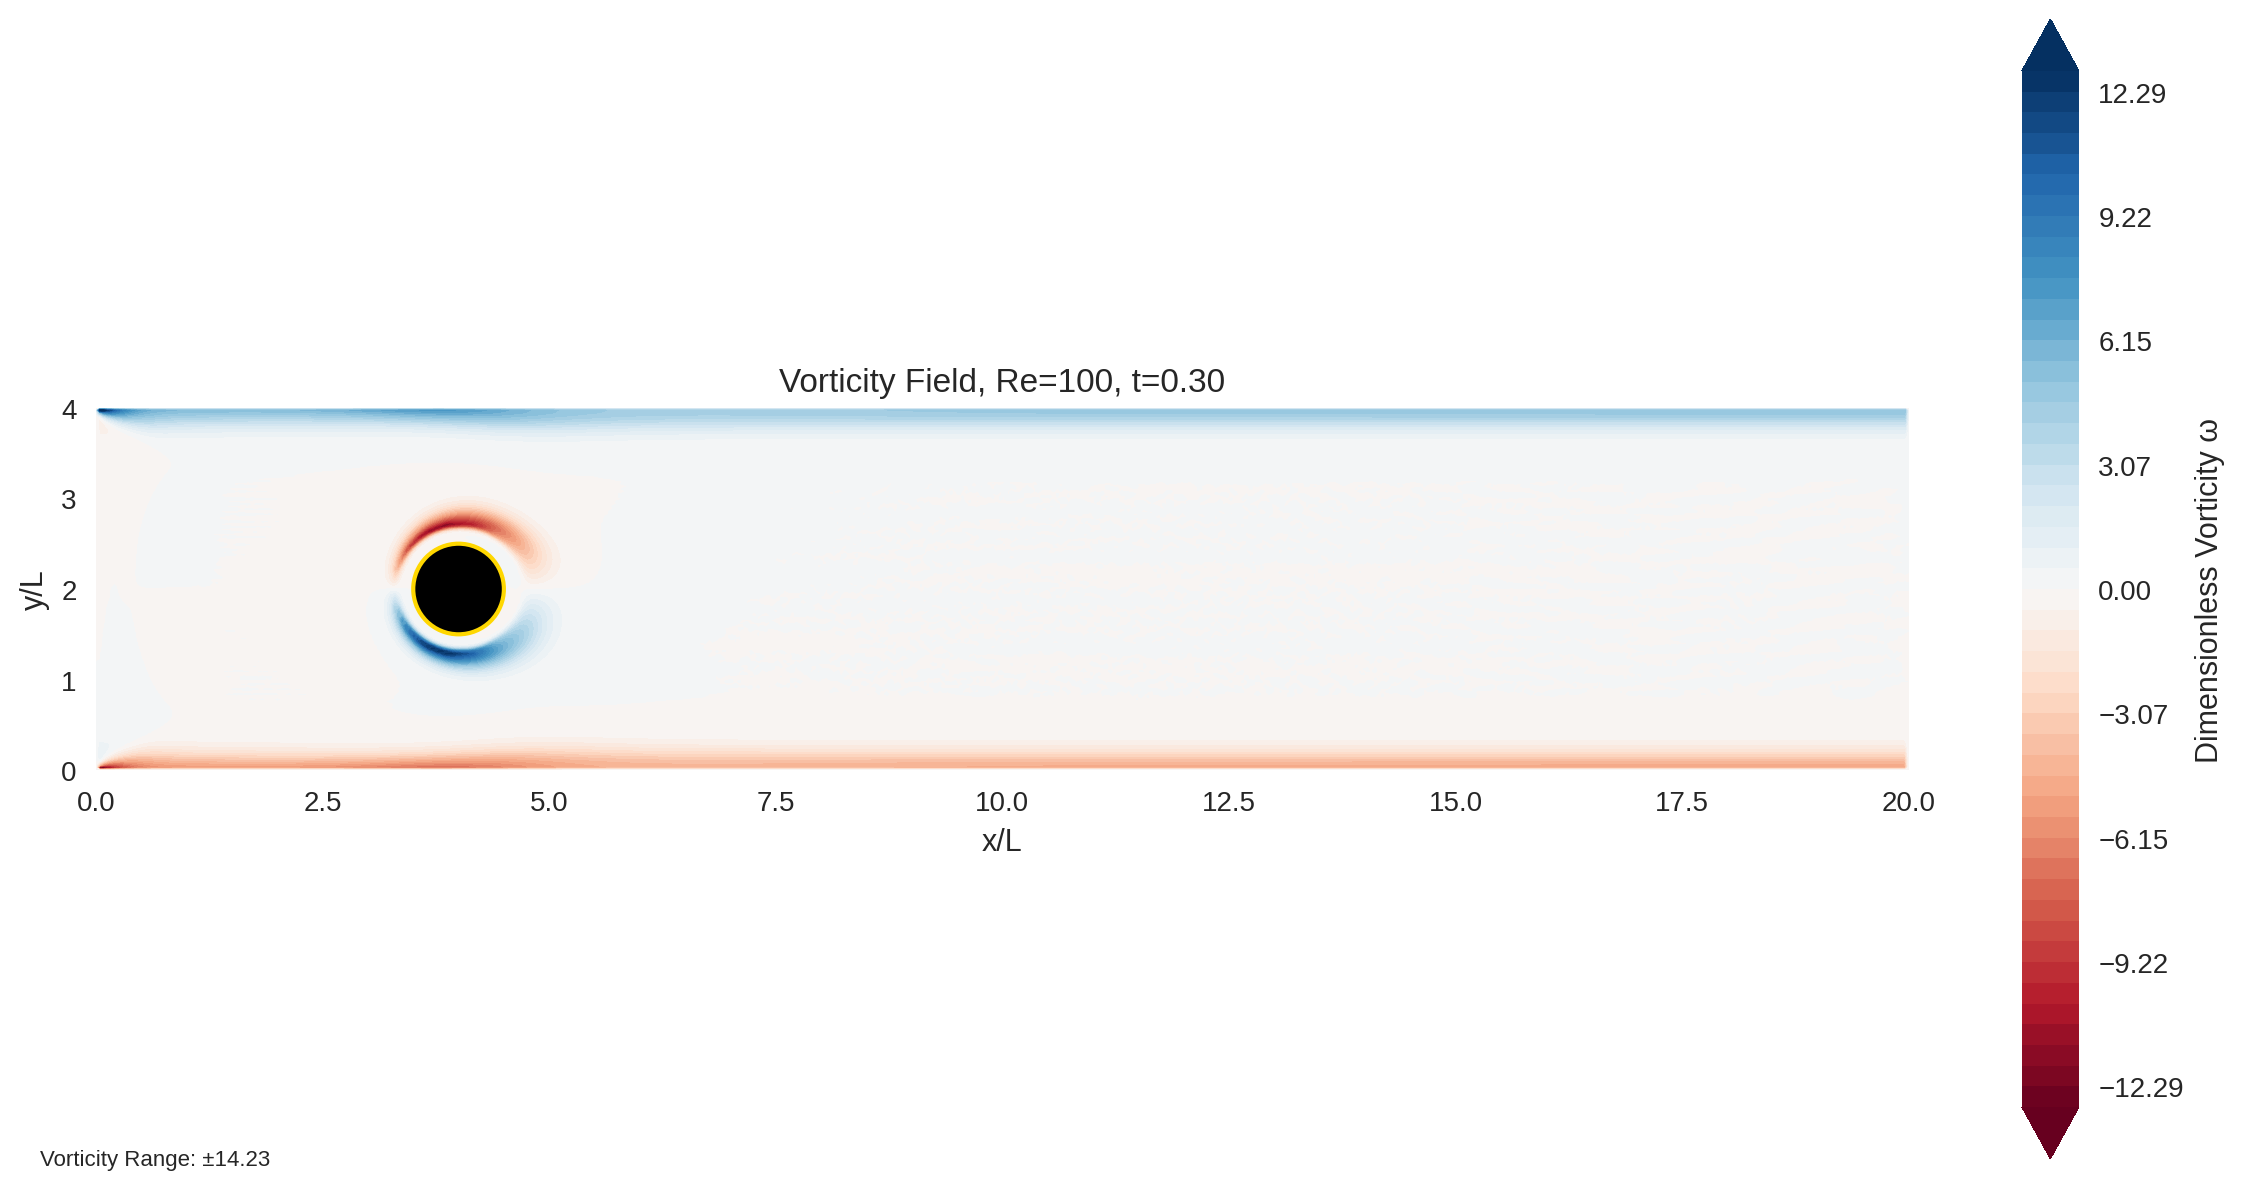 Vorticity Field, Re=100, t=0.30
4
3
2
1
0
y/L
0.0 2.5 5.0 7.5 10.0 12.5 15.0 17.5 20.0
x/L
12.29
9.22
6.15
3.07
0.00
−3.07
−6.15
−9.22
−12.29
Dimensionless Vorticity ω
Vorticity Range: ±14.23